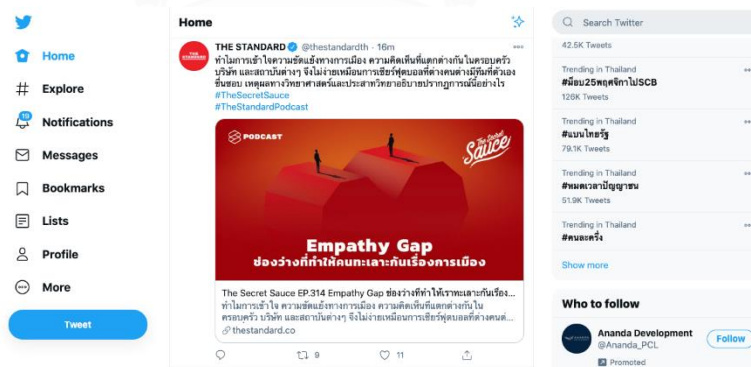 Home
Explore
19
Notifications
Messages
Bookmarks
Lists
Profile
More
Tweet
Home
THE STANDARD @thestandardth · 16m
ทำไมการเข้าใจความขัดแย้งทางการเมือง ความคิดเห็นที่แตกต่างกันในครอบครัว
บริษัท และสถาบันต่างๆ จึงไม่ง่ายเหมือนการเชียร์ฟุตบอลที่ต่างคนต่างมีทีมที่ตัวเอง
ชื่นชอบ เหตุผลทางวิทยาศาสตร์และประสาทวิทยาอธิบายปรากฏการณ์นี้อย่างไร
#TheSecretSauce
#TheStandardPodcast
PODCAST
The Secret
Sauce
Empathy Gap
ช่องว่างที่ทำให้คนทะเลาะกันเรื่องการเมือง
The Secret Sauce EP.314 Empathy Gap ช่องว่างที่ทำให้เราทะเลาะกันเรื่อง...
ทำไมการเข้าใจ ความขัดแย้งทางการเมือง ความคิดเห็นที่แตกต่างกันใน
ครอบครัว บริษัท และสถาบันต่างๆ จึงไม่ง่ายเหมือนการเชียร์ฟุตบอลที่ต่างคนต่...
thestandard.co
9
11
Search Twitter
42.5K Tweets
Trending in Thailand
#ม็อบ25พฤศจิกาไปSCB
126K Tweets
Trending in Thailand
#แบนไทยรัฐ
79.1K Tweets
Trending in Thailand
#หมดเวลาปัญญาชน
51.9K Tweets
Trending in Thailand
#คนละครึ่ง
Show more
Who to follow
Ananda Development
@Ananda_PCL
Follow
Promoted